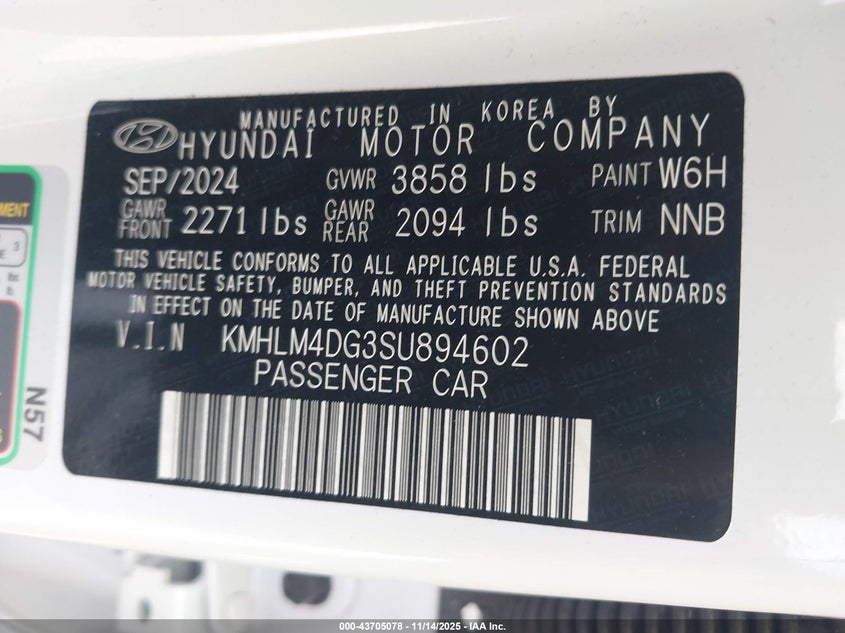 MANUFACTURED IN KOREA BY
HYUNDAI MOTOR COMPANY
SEP/2024 GVWR 3858 lbs PAINT W6H
GAWR FRONT 2271 lbs GAWR REAR 2094 lbs TRIM NNB
THIS VEHICLE CONFORMS TO ALL APPLICABLE U.S.A. FEDERAL
MOTOR VEHICLE SAFETY, BUMPER, AND THEFT PREVENTION STANDARDS
IN EFFECT ON THE DATE OF MANUFACTURE SHOWN ABOVE
V.I.N KMHLM4DG3SU894602
PASSENGER CAR
N57
000-43705078 | 11/14/2025 - IAA Inc.